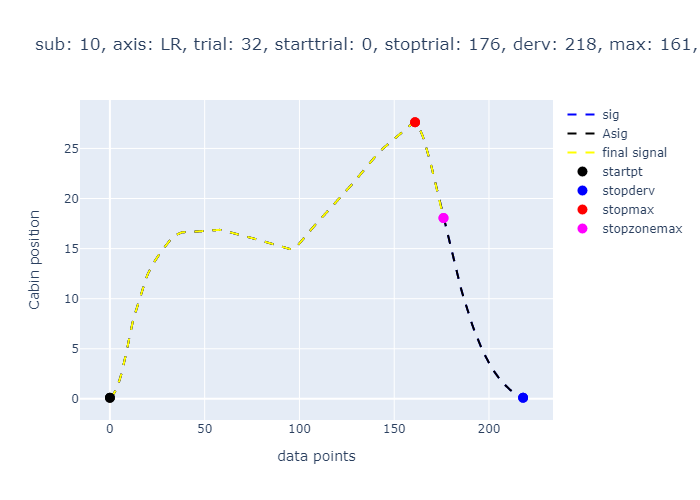 sub: 10, axis: LR, trial: 32, starttrial: 0, stoptrial: 176, derv: 218, max: 161,
sig
Asig
final signal
startpt
stopderv
stopmax
stopzonemax
Cabin position
25
20
15
10
5
0
0 50 100 150 200
data points